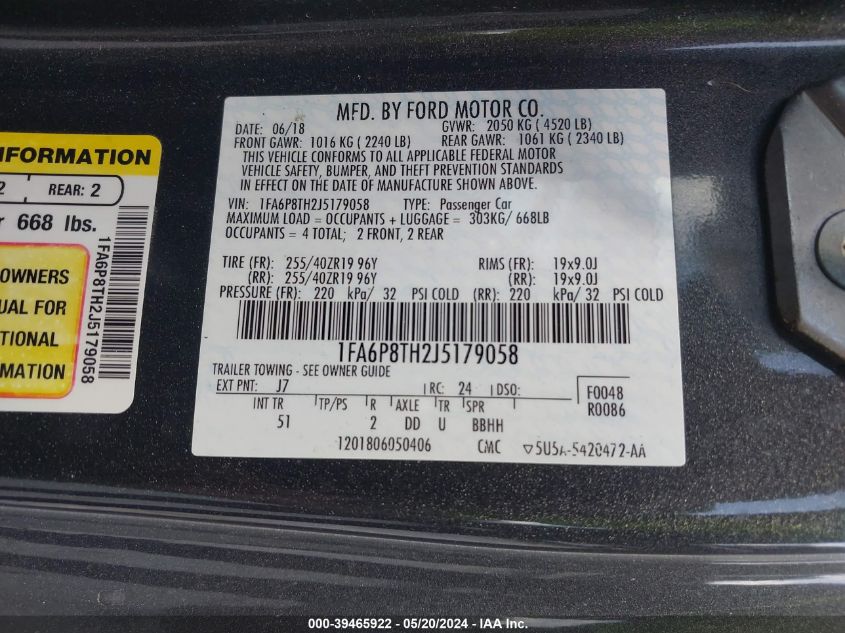 INFORMATION
2 REAR: 2
668 lbs.
OWNERS
UAL FOR
TIONAL
MATION
1FA6P8TH2J5179058
MFD. BY FORD MOTOR CO.
DATE: 06/18 GVWR: 2050 KG ( 4520 LB)
FRONT GAWR: 1016 KG ( 2240 LB) REAR GAWR: 1061 KG ( 2340 LB)
THIS VEHICLE CONFORMS TO ALL APPLICABLE FEDERAL MOTOR
VEHICLE SAFETY, BUMPER, AND THEFT PREVENTION STANDARDS
IN EFFECT ON THE DATE OF MANUFACTURE SHOWN ABOVE.
VIN: 1FA6P8TH2J5179058 TYPE: Passenger Car
MAXIMUM LOAD = OCCUPANTS + LUGGAGE = 303KG/ 668LB
OCCUPANTS = 4 TOTAL; 2 FRONT, 2 REAR
TIRE (FR): 255/40ZR19 96Y RIMS (FR): 19x9.0J
(RR): 255/40ZR19 96Y (RR): 19x9.0J
PRESSURE (FR): 220 kPa/ 32 PSI COLD (RR): 220 kPa/ 32 PSI COLD
1FA6P8TH2J5179058
TRAILER TOWING - SEE OWNER GUIDE
EXT PNT: J7 RC: 24 DSO: F0048
R0086
INT TR TP/PS R AXLE TR SPR
51 2 DD U BBHH
1201806050406 CMC ▽5U5A-5420472-AA
000-39465922 - 05/20/2024 - IAA Inc.